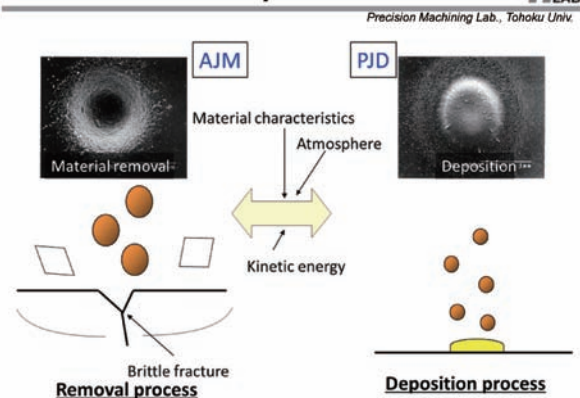 Precision Machining Lab., Tohoku Univ.
AJM
PJD
Material characteristics
Atmosphere
Material removal
Deposition
Kinetic energy
Brittle fracture
Removal process
Deposition process